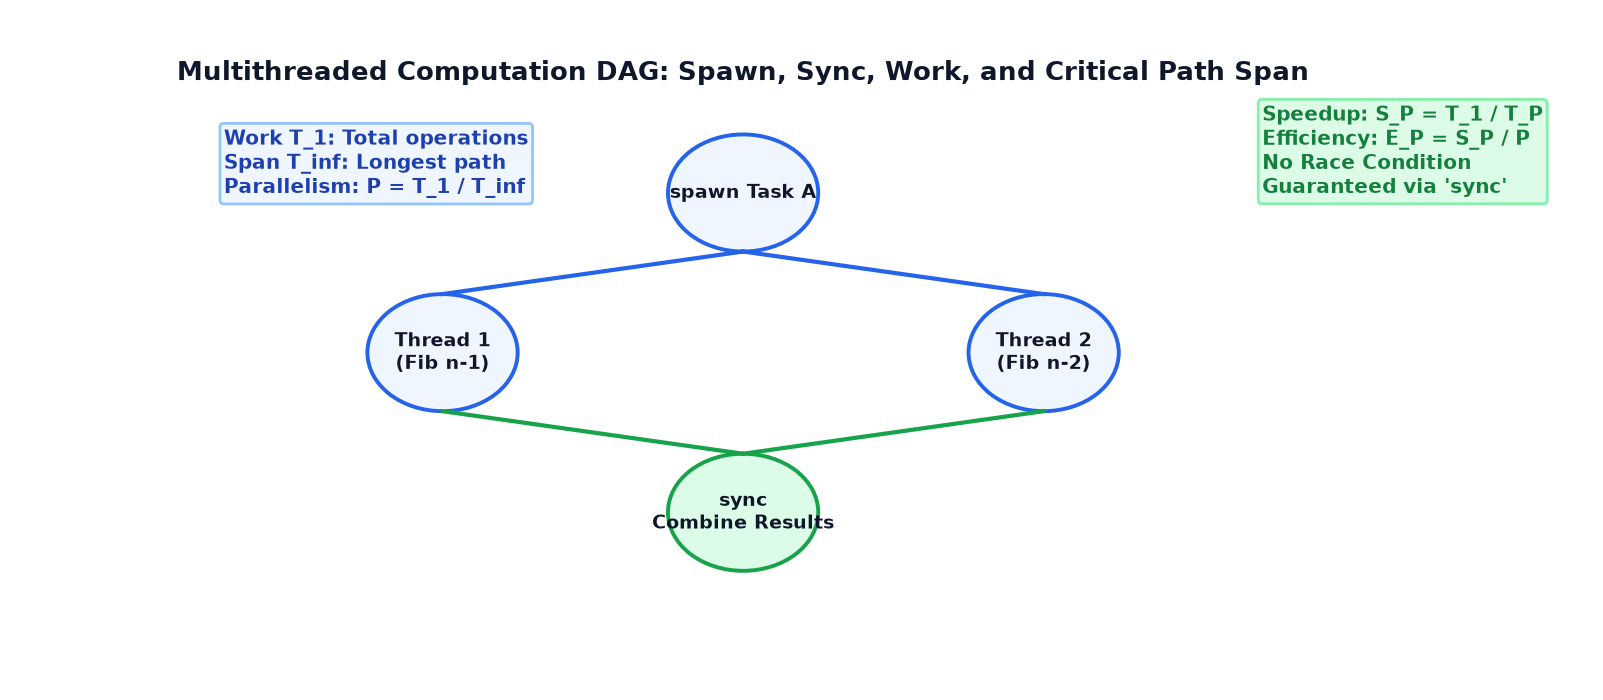 Multithreaded Computation DAG: Spawn, Sync, Work, and Critical Path Span
Work T_1: Total operations
Span T_inf: Longest path
Parallelism: P = T_1 / T_inf
Speedup: S_P = T_1 / T_P
Efficiency: E_P = S_P / P
No Race Condition
Guaranteed via 'sync'
spawn Task A
Thread 1
(Fib n-1)
Thread 2
(Fib n-2)
sync
Combine Results